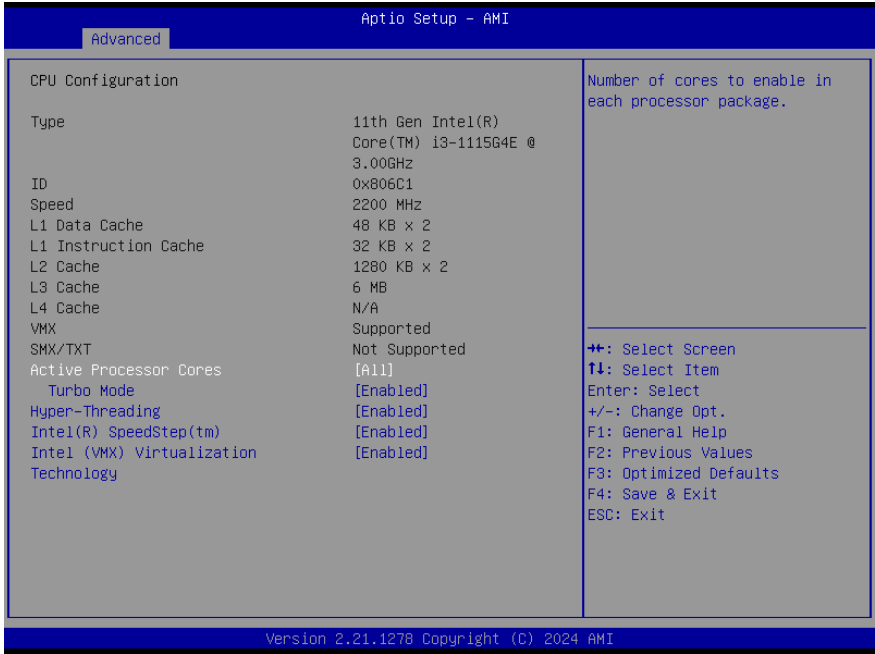 Aptio Setup – AMI
Advanced
CPU Configuration
Type 11th Gen Intel(R)
Core(TM) i3-1115G4E @
3.00GHz
ID 0x806C1
Speed 2200 MHz
L1 Data Cache 48 KB x 2
L1 Instruction Cache 32 KB x 2
L2 Cache 1280 KB x 2
L3 Cache 6 MB
L4 Cache N/A
VMX Supported
SMX/TXT Not Supported
Active Processor Cores [All]
Turbo Mode [Enabled]
Hyper-Threading [Enabled]
Intel(R) SpeedStep(tm) [Enabled]
Intel (VMX) Virtualization [Enabled]
Technology
Number of cores to enable in
each processor package.
→←: Select Screen
↑↓: Select Item
Enter: Select
+/-: Change Opt.
F1: General Help
F2: Previous Values
F3: Optimized Defaults
F4: Save & Exit
ESC: Exit
Version 2.21.1278 Copyright (C) 2024 AMI